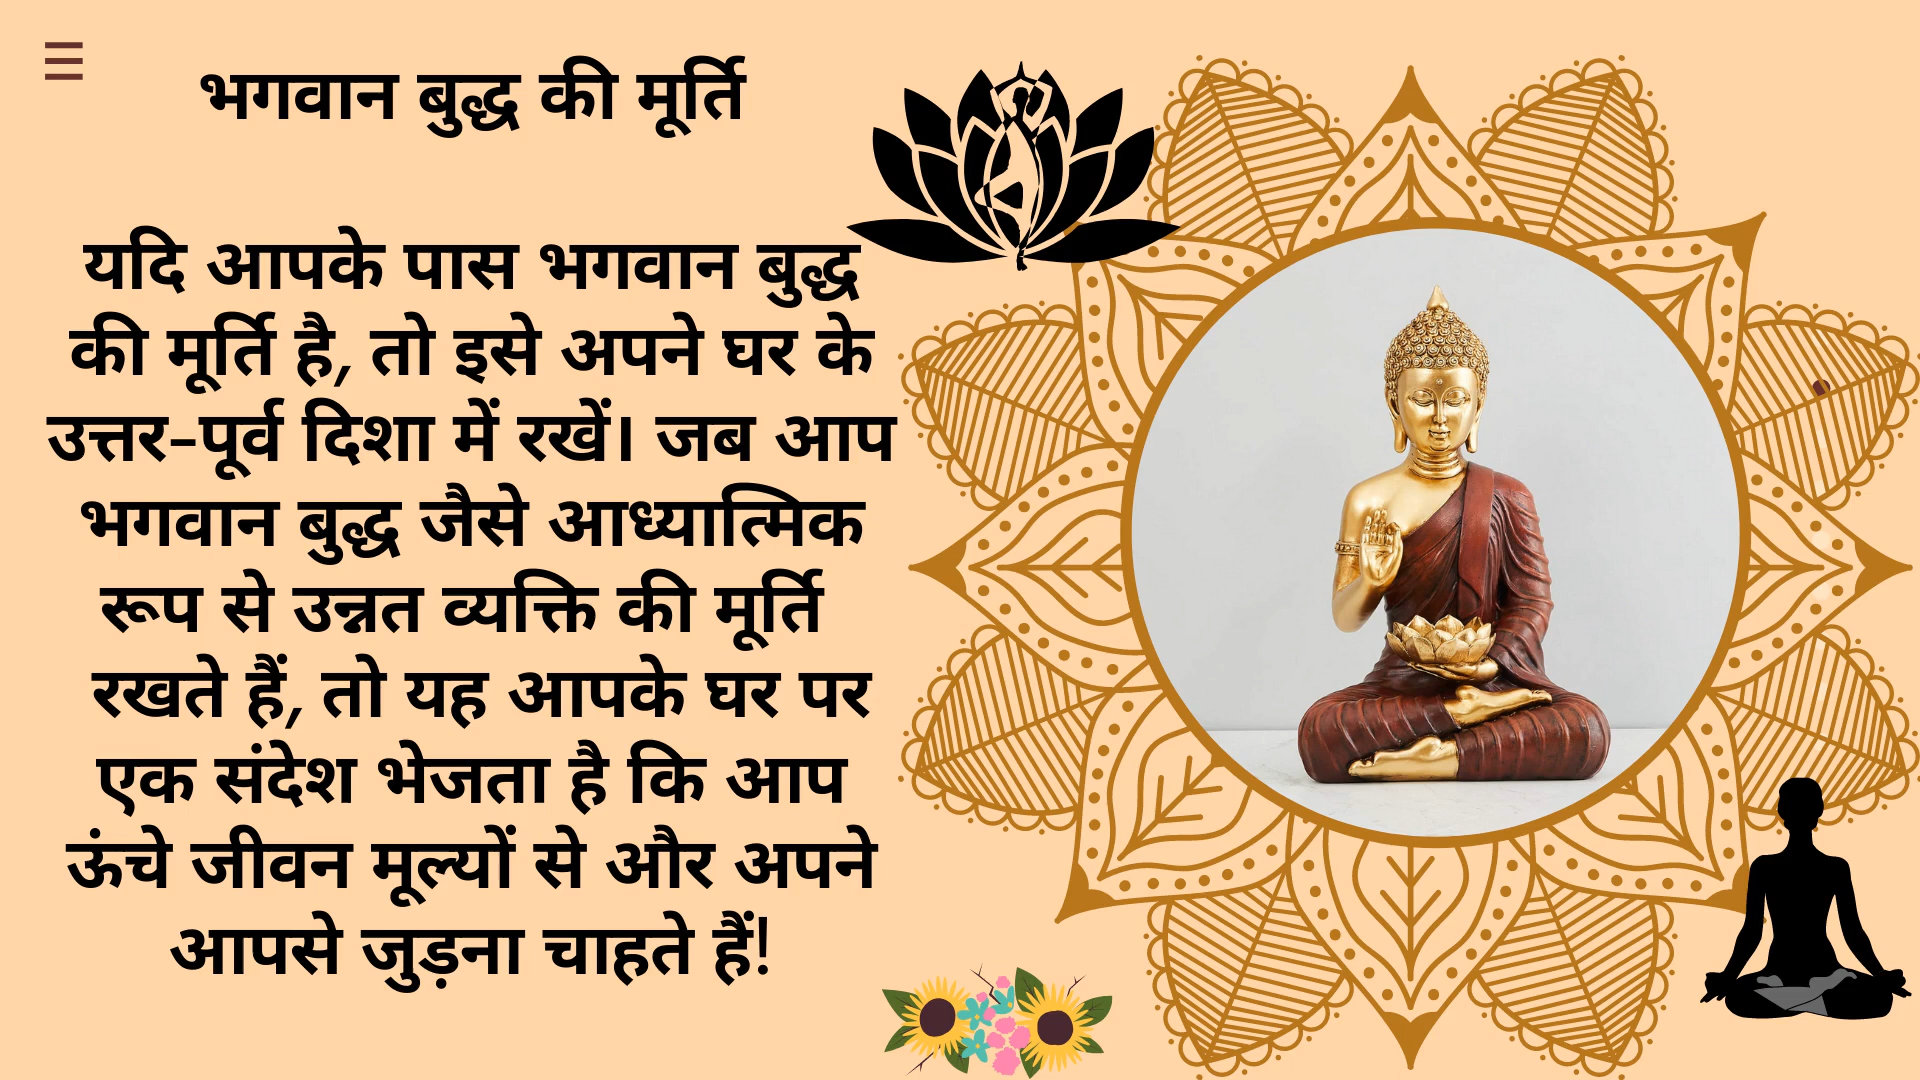 भगवान बुद्ध की मूर्ति
यदि आपके पास भगवान बुद्ध
की मूर्ति है, तो इसे अपने घर के
उत्तर-पूर्व दिशा में रखें। जब आप
भगवान बुद्ध जैसे आध्यात्मिक
रूप से उन्नत व्यक्ति की मूर्ति
रखते हैं, तो यह आपके घर पर
एक संदेश भेजता है कि आप
ऊंचे जीवन मूल्यों से और अपने
आपसे जुड़ना चाहते हैं!